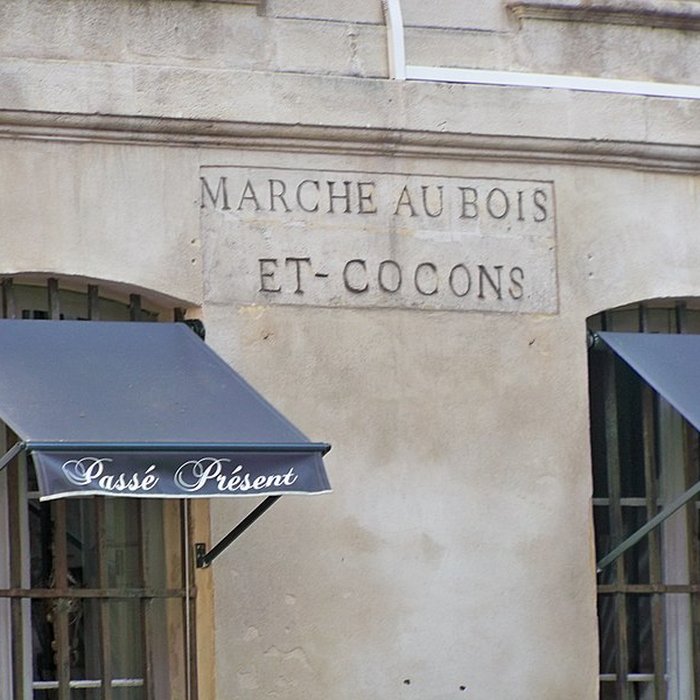 MARCHE AU BOIS
ET-COCONS
Passé Présent